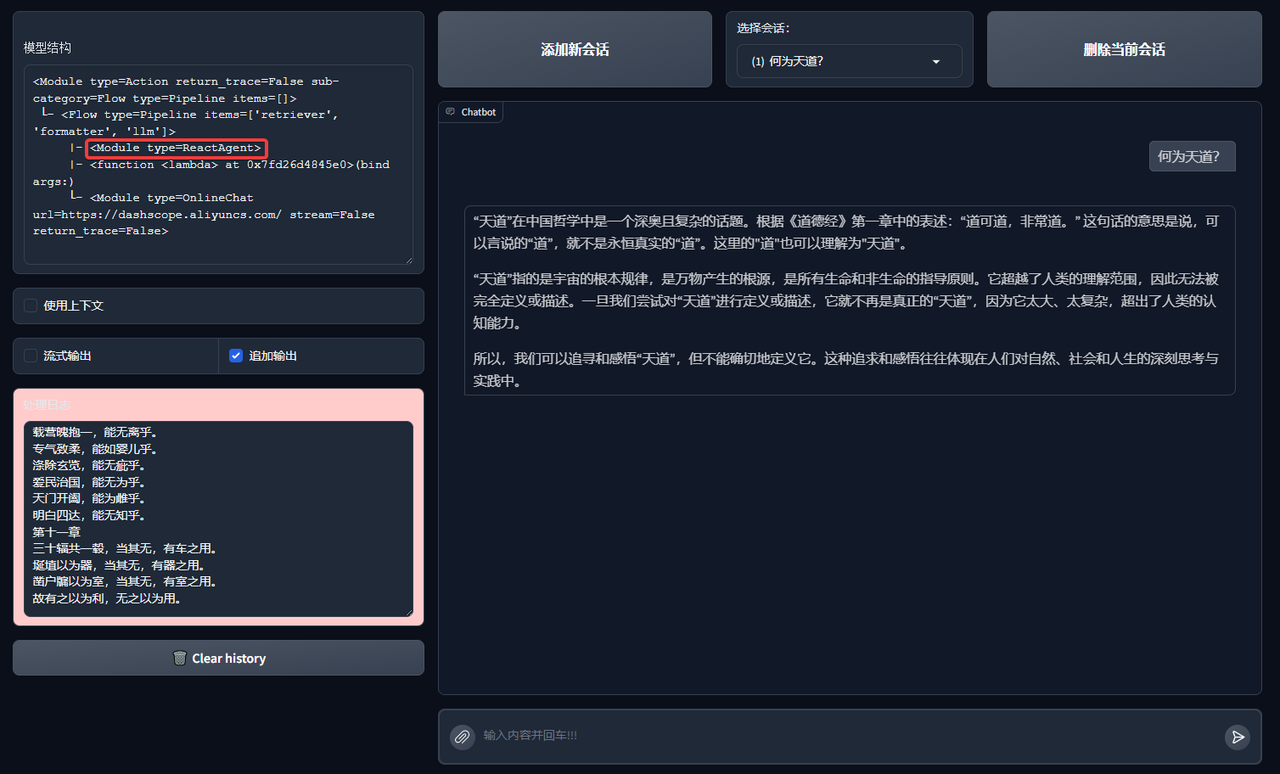 模型结构
<Module type=Action return_trace=False sub-
category=Flow type=Pipeline items=[]>
└- <Flow type=Pipeline items=['retriever',
'formatter', 'llm']>
|- <Module type=ReactAgent>
|- <function <lambda> at 0x7fd26d4845e0>(bind
args:)
└- <Module type=OnlineChat
url=https://dashscope.aliyuncs.com/ stream=False
return_trace=False>
使用上下文
流式输出
追加输出
处理日志
载营魄抱一，能无离乎。
专气致柔，能如婴儿乎。
涤除玄览，能无疵乎。
爱民治国，能无为乎。
天门开阖，能为雌乎。
明白四达，能无知乎。
第十一章
三十辐共一毂，当其无，有车之用。
埏埴以为器，当其无，有器之用。
凿户牖以为室，当其无，有室之用。
故有之以为利，无之以为用。
Clear history
添加新会话
选择会话：
(1) 何为天道?
删除当前会话
Chatbot
何为天道?
“天道”在中国哲学中是一个深奥且复杂的话题。根据《道德经》第一章中的表述：“道可道，非常道。” 这句话的意思是说，可
以言说的“道”，就不是永恒真实的“道”。这里的"道"也可以理解为"天道"。
“天道”指的是宇宙的根本规律，是万物产生的根源，是所有生命和非生命的指导原则。它超越了人类的理解范围，因此无法被
完全定义或描述。一旦我们尝试对“天道”进行定义或描述，它就不再是真正的“天道”，因为它太大、太复杂，超出了人类的认
知能力。
所以，我们可以追寻和感悟“天道”，但不能确切地定义它。这种追求和感悟往往体现在人们对自然、社会和人生的深刻思考与
实践中。
输入内容并回车!!!